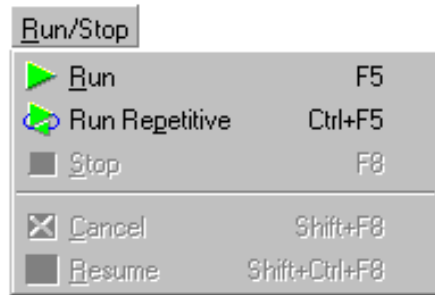 Run/Stop
Run F5
Run Repetitive Ctrl+F5
Stop F8
Cancel Shift+F8
Resume Shift+Ctrl+F8